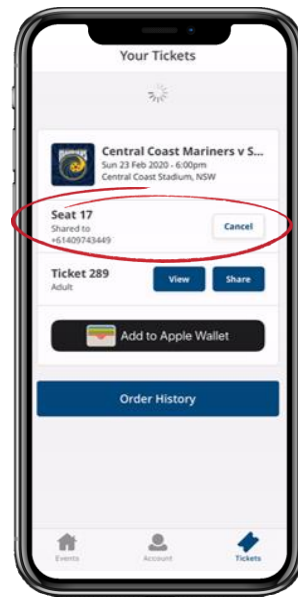 Your Tickets
Central Coast Mariners v S...
Sun 23 Feb 2020 - 6:00pm
Central Coast Stadium, NSW
Seat 17
Shared to
+61409743449
Cancel
Ticket 289
Adult
View
Share
Add to Apple Wallet
Order History
Events
Account
Tickets